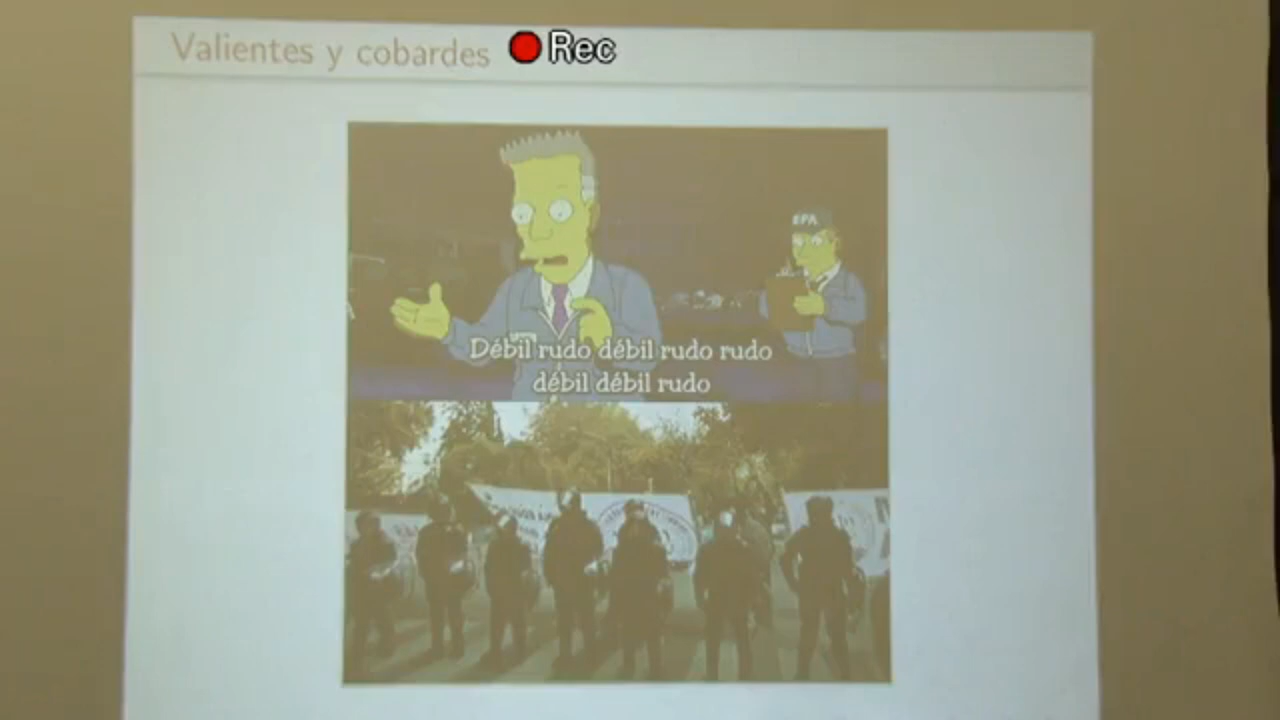 Valientes y cobardes
Rec
EPA
Débil rudo débil rudo rudo
débil débil rudo